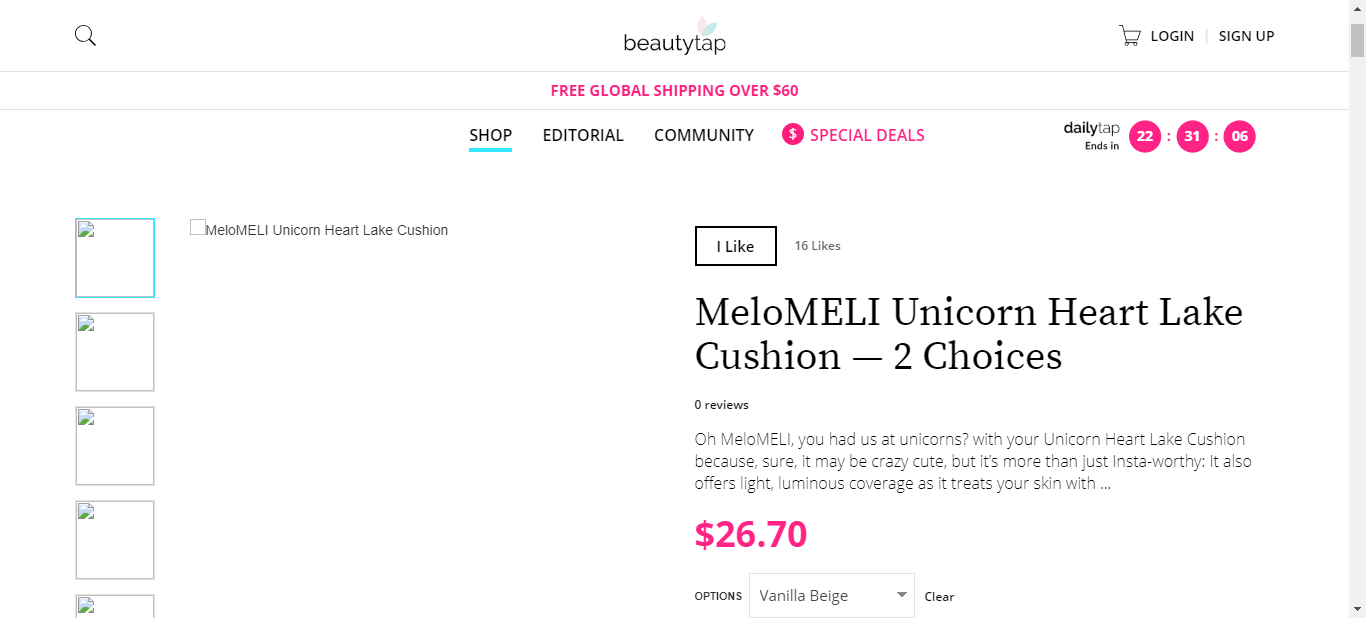 beautytap
LOGIN
SIGN UP
FREE GLOBAL SHIPPING OVER $60
SHOP
EDITORIAL
COMMUNITY
$ SPECIAL DEALS
dailytap
Ends in
22 : 31 : 06
MeloMELI Unicorn Heart Lake Cushion
I Like
16 Likes
MeloMELI Unicorn Heart Lake
Cushion — 2 Choices
0 reviews
Oh MeloMELI, you had us at unicorns? with your Unicorn Heart Lake Cushion
because, sure, it may be crazy cute, but it’s more than just Insta-worthy: It also
offers light, luminous coverage as it treats your skin with ...
$26.70
OPTIONS
Vanilla Beige
Clear